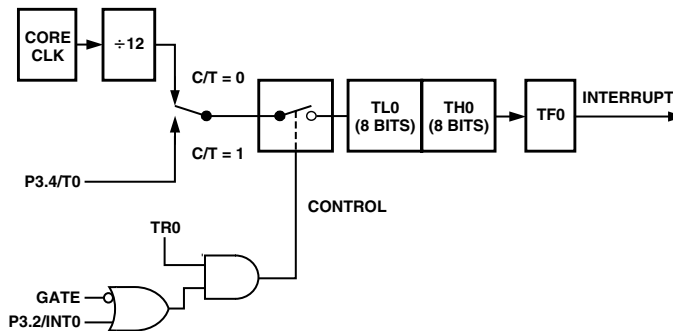 CORE
CLK
÷12
C/T = 0
C/T = 1
P3.4/T0
TL0
(8 BITS)
TH0
(8 BITS)
TF0
INTERRUPT
CONTROL
TR0
GATE
P3.2/INT0